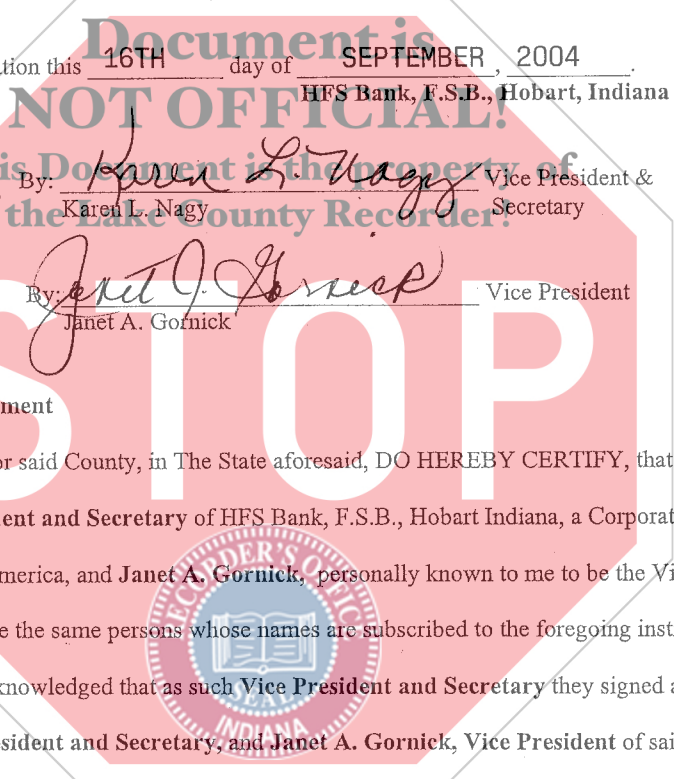 Document is
tion this 16TH day of SEPTEMBER, 2004.
NOT OFFICIAL!
HFS Bank, F.S.B., Hobart, Indiana
is Document is the property of
By: Karen L. Nagy Vice President &
the Lake County Recorder!
Karen L. Nagy Secretary
By: Janet A. Gornick Vice President
Janet A. Gornick
STOP
ment
or said County, in The State aforesaid, DO HEREBY CERTIFY, that
ent and Secretary of HFS Bank, F.S.B., Hobart Indiana, a Corporat
merica, and Janet A. Gornick, personally known to me to be the Vi
e the same persons whose names are subscribed to the foregoing inst
knowledged that as such Vice President and Secretary they signed a
sident and Secretary, and Janet A. Gornick, Vice President of sai
RECORDER'S OFFICE
SEAL
INDIANA